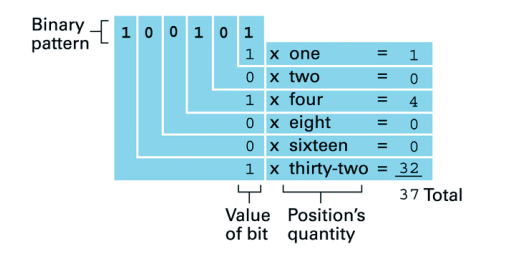 Binary pattern
1 0 0 1 0 1
1 x one = 1
0 x two = 0
1 x four = 4
0 x eight = 0
0 x sixteen = 0
1 x thirty-two = 32
37 Total
Value of bit
Position's quantity